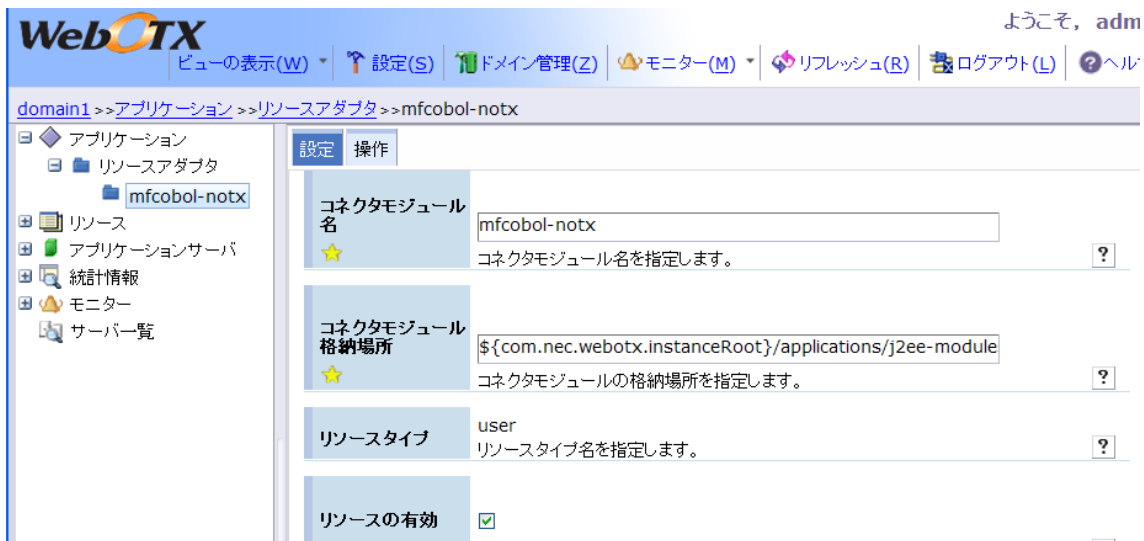 WebOTX
ようこそ，adm
ビューの表示(W) 設定(S) ドメイン管理(Z) モニター(M) リフレッシュ(R) ログアウト(L) ヘル
domain1>>アプリケーション>>リソースアダプタ>>mfcobol-notx
アプリケーション
リソースアダプタ
mfcobol-notx
リソース
アプリケーションサーバ
統計情報
モニター
サーバ一覧
設定 操作
コネクタモジュール
名
mfcobol-notx
コネクタモジュール名を指定します。
?
コネクタモジュール
格納場所
${com.nec.webotx.instanceRoot}/applications/j2ee-module
コネクタモジュールの格納場所を指定します。
?
リソースタイプ
user
リソースタイプ名を指定します。
?
リソースの有効